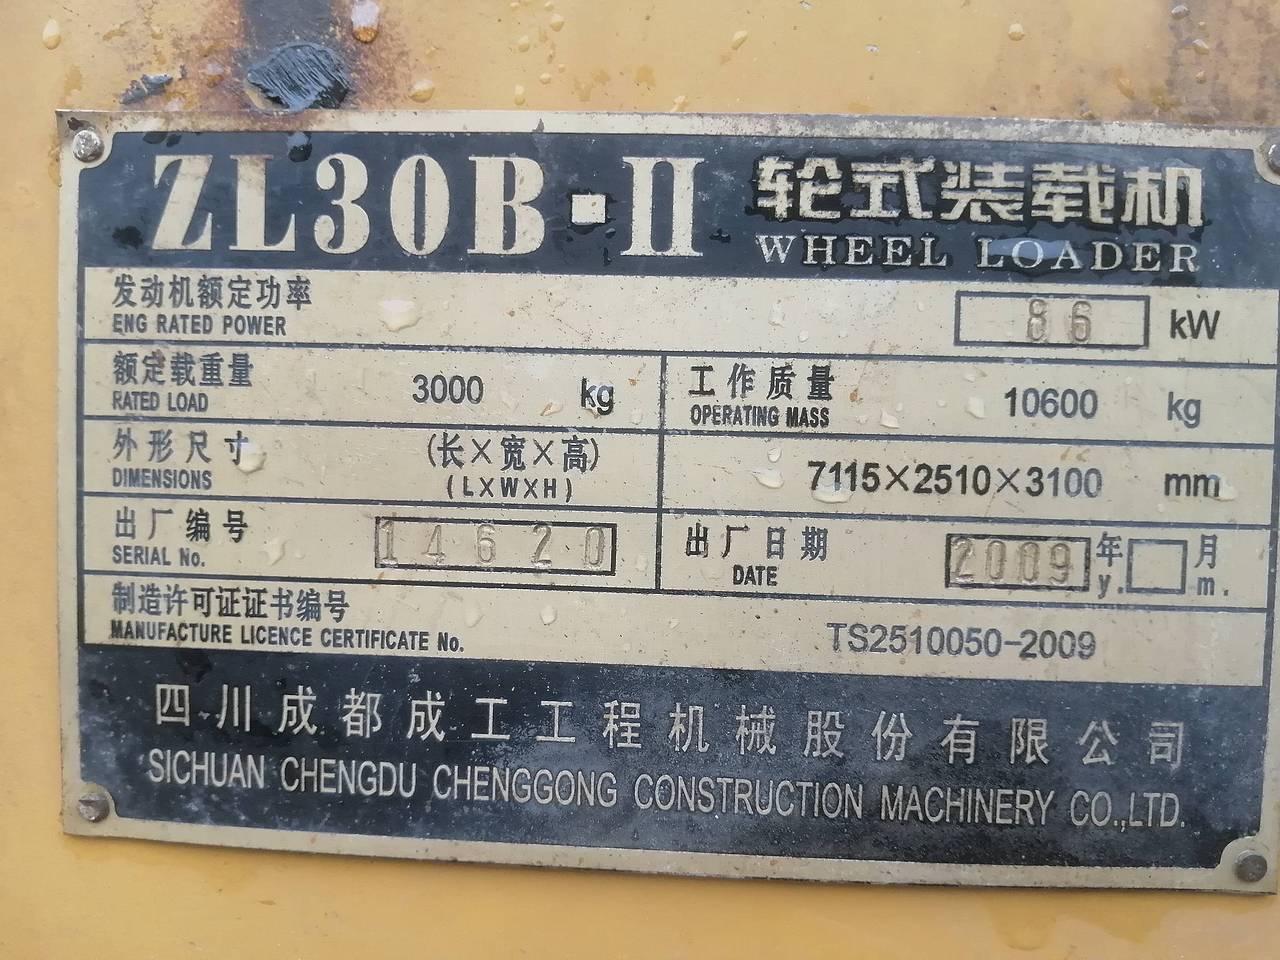 ZL30B·II 轮式装载机
WHEEL LOADER
发动机额定功率
ENG RATED POWER
86 kW
额定载重量
RATED LOAD
3000 kg
工作质量
OPERATING MASS
10600 kg
外形尺寸
DIMENSIONS
(长×宽×高)
(L×W×H)
7115×2510×3100 mm
出厂编号
SERIAL No.
14620
出厂日期
DATE
2009 年 月
y. m.
制造许可证证书编号
MANUFACTURE LICENCE CERTIFICATE No.
TS2510050-2009
四川成都成工工程机械股份有限公司
SICHUAN CHENGDU CHENGGONG CONSTRUCTION MACHINERY CO.,LTD.